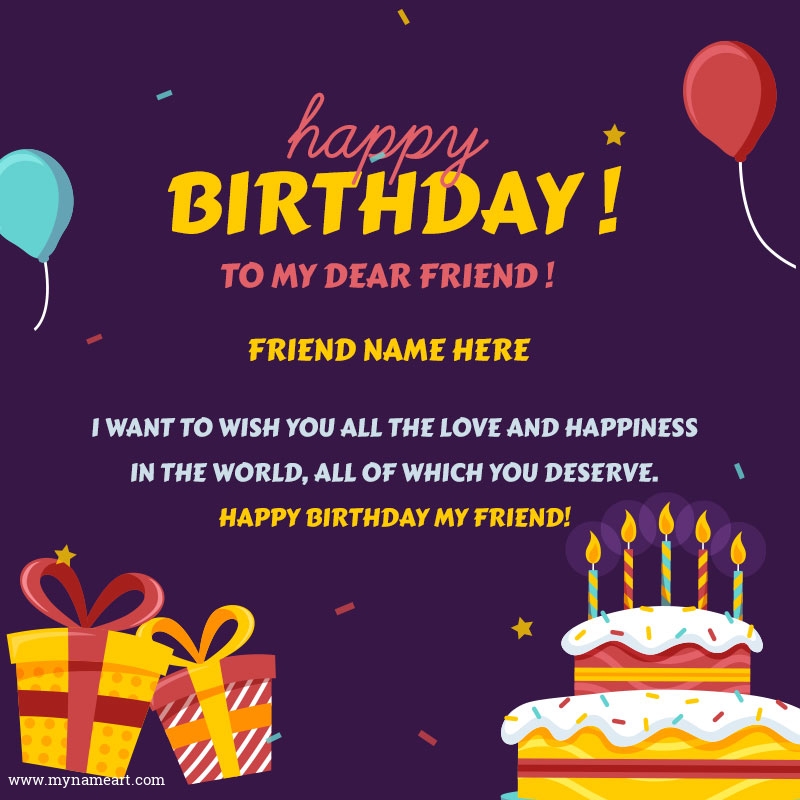 happy
BIRTHDAY !
TO MY DEAR FRIEND !
FRIEND NAME HERE
I WANT TO WISH YOU ALL THE LOVE AND HAPPINESS
IN THE WORLD, ALL OF WHICH YOU DESERVE.
HAPPY BIRTHDAY MY FRIEND!
www.mynameart.com